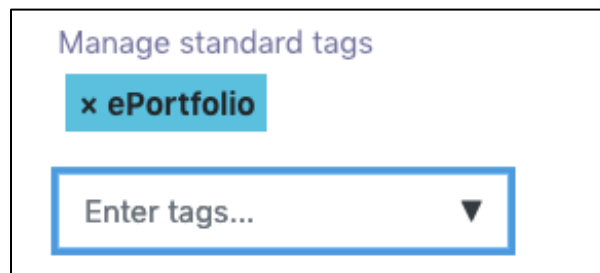 Manage standard tags
× ePortfolio
Enter tags... ▼